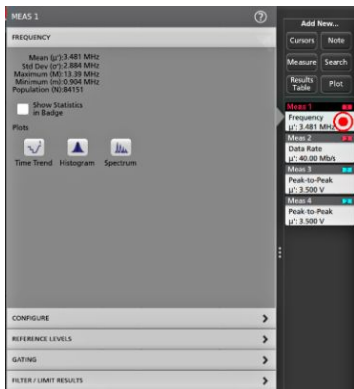 MEAS 1
?
FREQUENCY
Mean (µ'):3.481 MHz
Std Dev (σ'):2.884 MHz
Maximum (M):13.39 MHz
Minimum (m):0.904 MHz
Population (N):84151
Show Statistics
in Badge
Plots
Time Trend Histogram Spectrum
CONFIGURE
REFERENCE LEVELS
GATING
FILTER / LIMIT RESULTS
Add New...
Cursors Note
Measure Search
Results
Table
Plot
Meas 1
Frequency
µ': 3.481 MHz
Meas 2
Data Rate
µ': 40.00 Mb/s
Meas 3
Peak-to-Peak
µ': 3.500 V
Meas 4
Peak-to-Peak
µ': 3.500 V